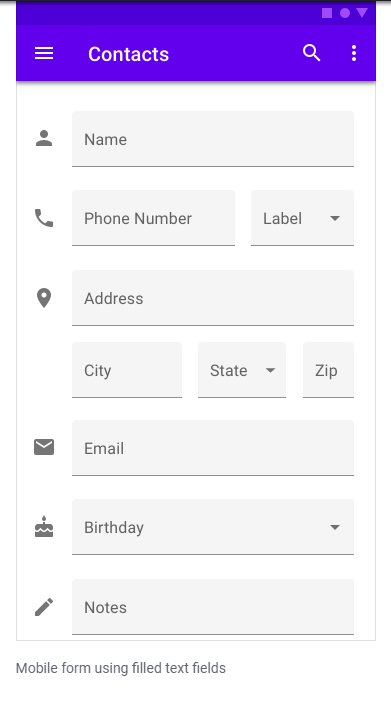 Contacts
Name
Phone Number Label
Address
City State Zip
Email
Birthday
Notes
Mobile form using filled text fields